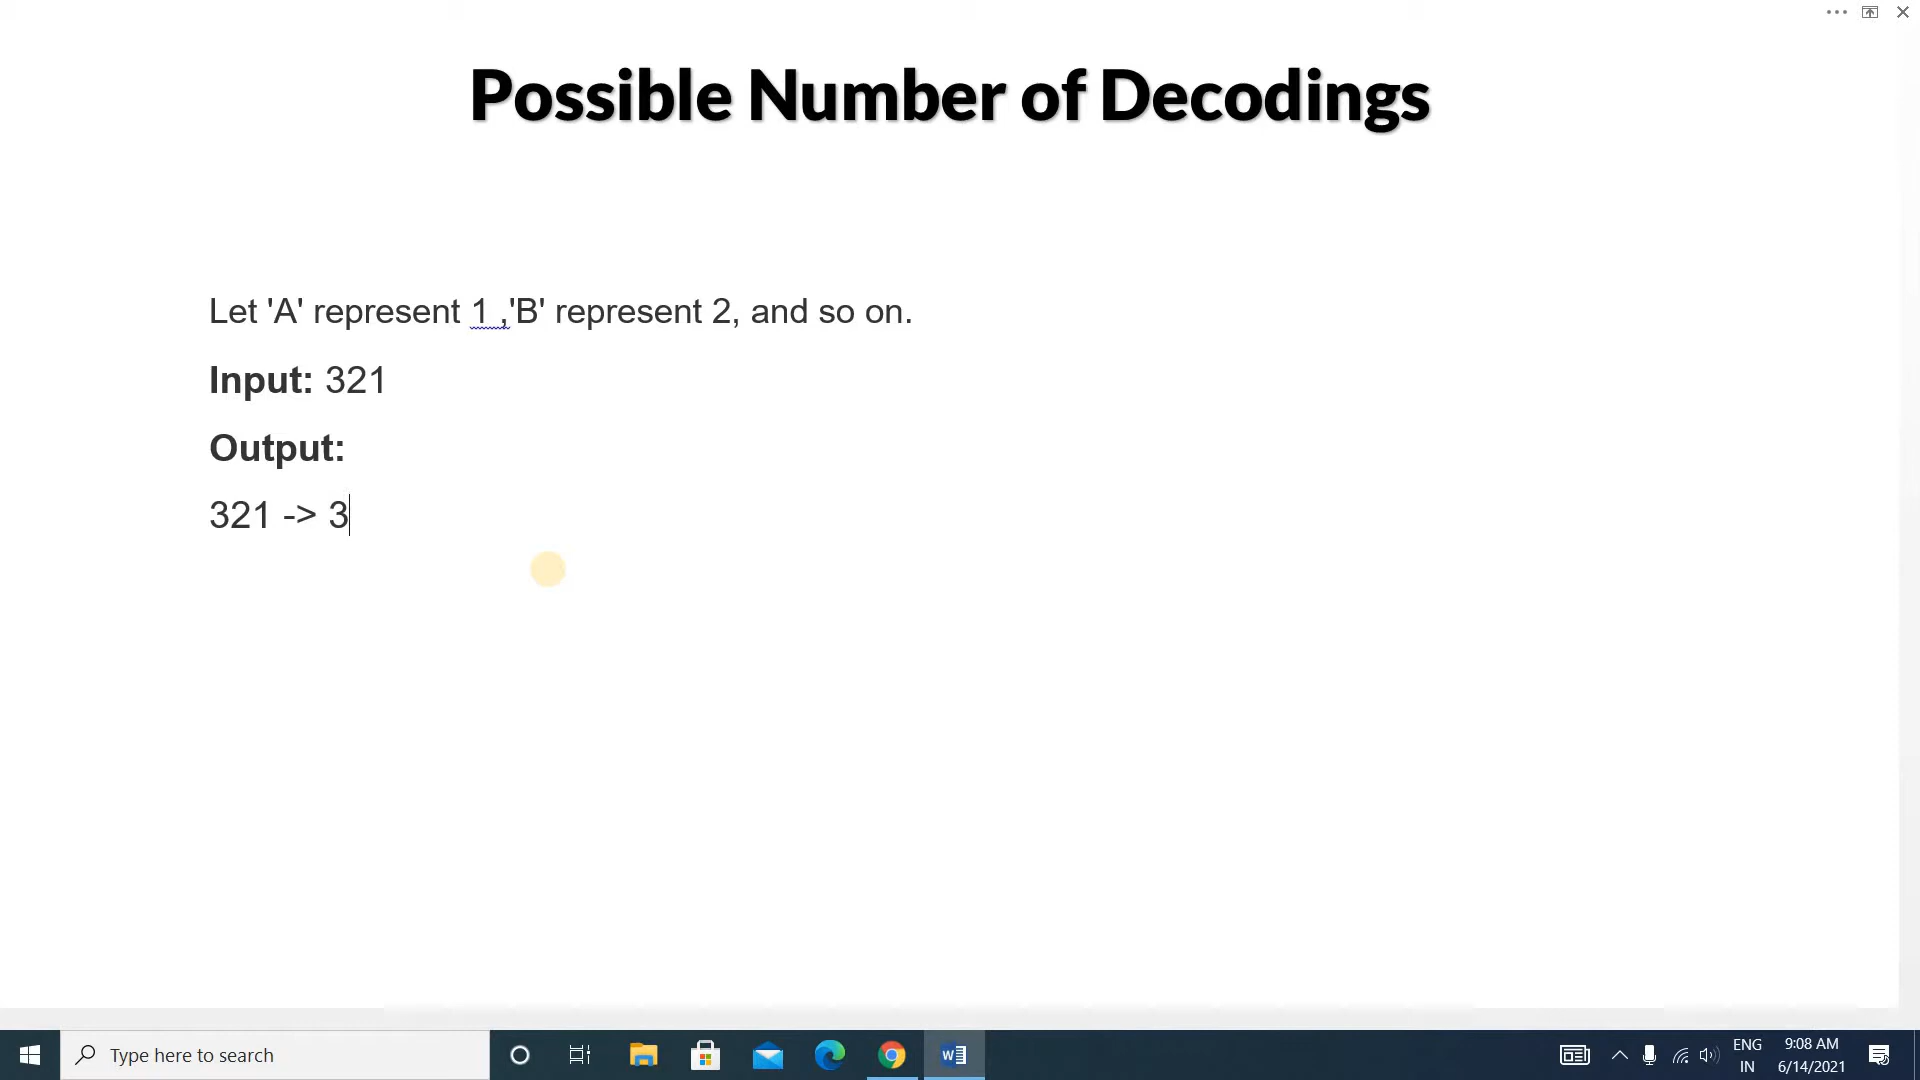 Possible Number of Decodings
Let 'A' represent 1 ,'B' represent 2, and so on.
Input: 321
Output:
321 -> 3
Type here to search
ENG
IN
9:08 AM
6/14/2021